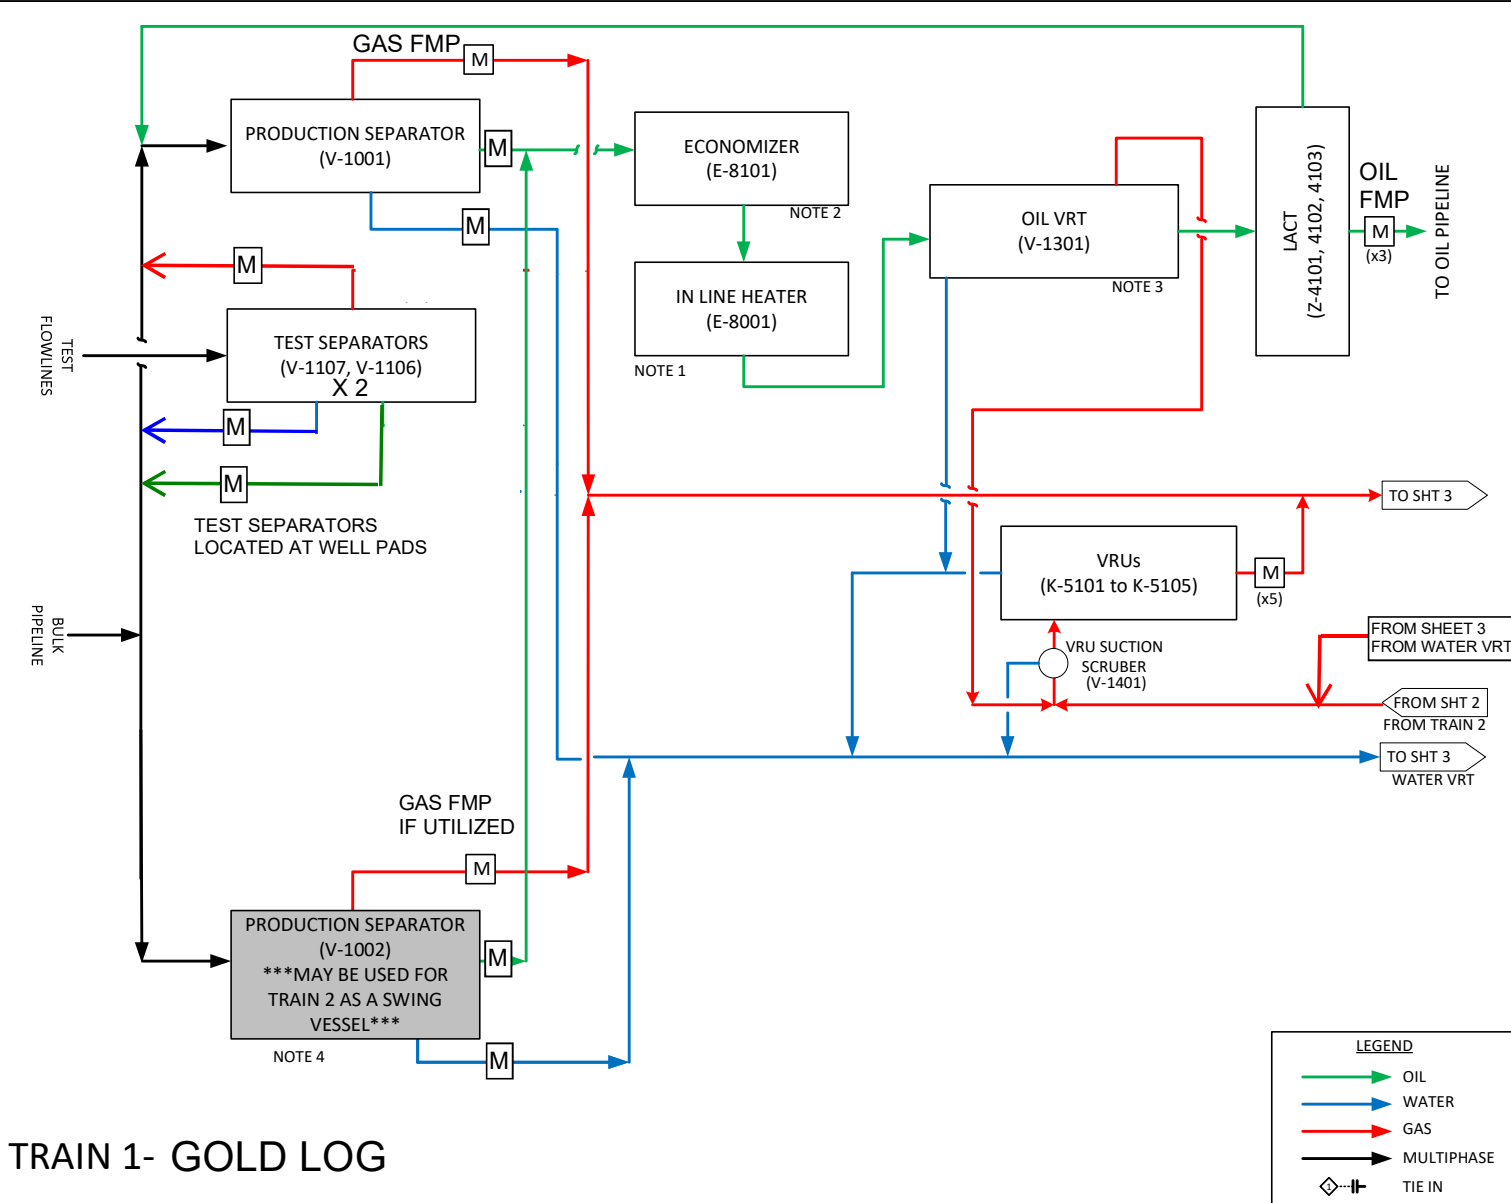 GAS FMP
M
PRODUCTION SEPARATOR
(V-1001)
M
M
ECONOMIZER
(E-8101)
NOTE 2
IN LINE HEATER
(E-8001)
NOTE 1
OIL VRT
(V-1301)
NOTE 3
LACT
(Z-4101, 4102, 4103)
OIL
FMP
M
(x3)
TO OIL PIPELINE
M
TEST
FLOWLINES
TEST SEPARATORS
(V-1107, V-1106)
X 2
M
M
TEST SEPARATORS
LOCATED AT WELL PADS
TO SHT 3
VRUs
(K-5101 to K-5105)
M
(x5)
BULK
PIPELINE
VRU SUCTION
SCRUBER
(V-1401)
FROM SHEET 3
FROM WATER VRT
FROM SHT 2
FROM TRAIN 2
TO SHT 3
WATER VRT
GAS FMP
IF UTILIZED
M
PRODUCTION SEPARATOR
(V-1002)
***MAY BE USED FOR
TRAIN 2 AS A SWING
VESSEL***
M
NOTE 4
M
LEGEND
OIL
WATER
GAS
MULTIPHASE
1
TIE IN
TRAIN 1- GOLD LOG